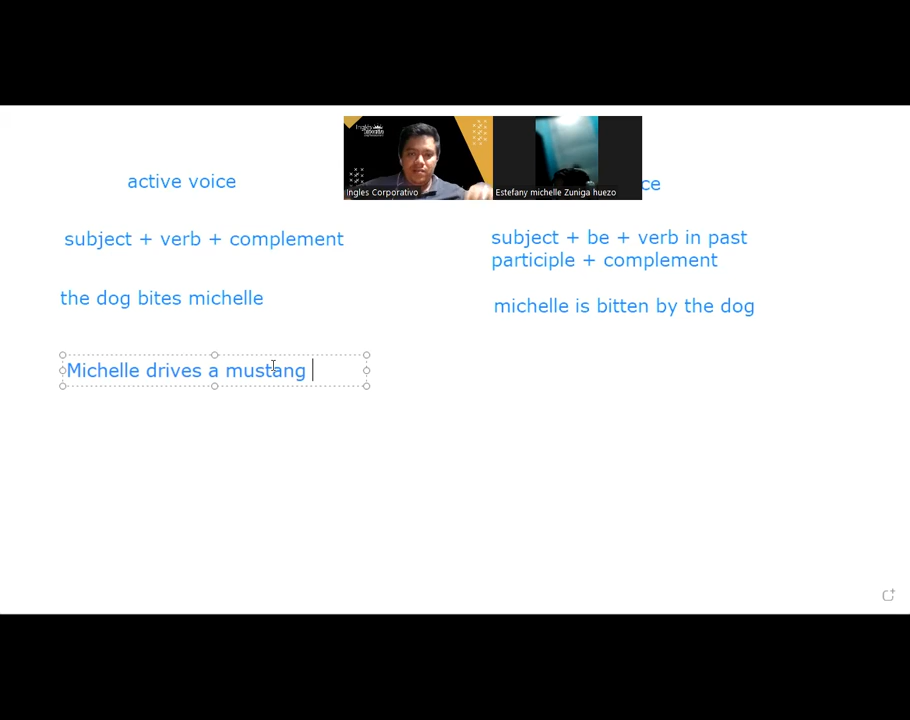 active voice
Ingles Corporativo
Estefany michelle Zuniga huezo
subject + verb + complement
subject + be + verb in past
participle + complement
the dog bites michelle
michelle is bitten by the dog
Michelle drives a mustang